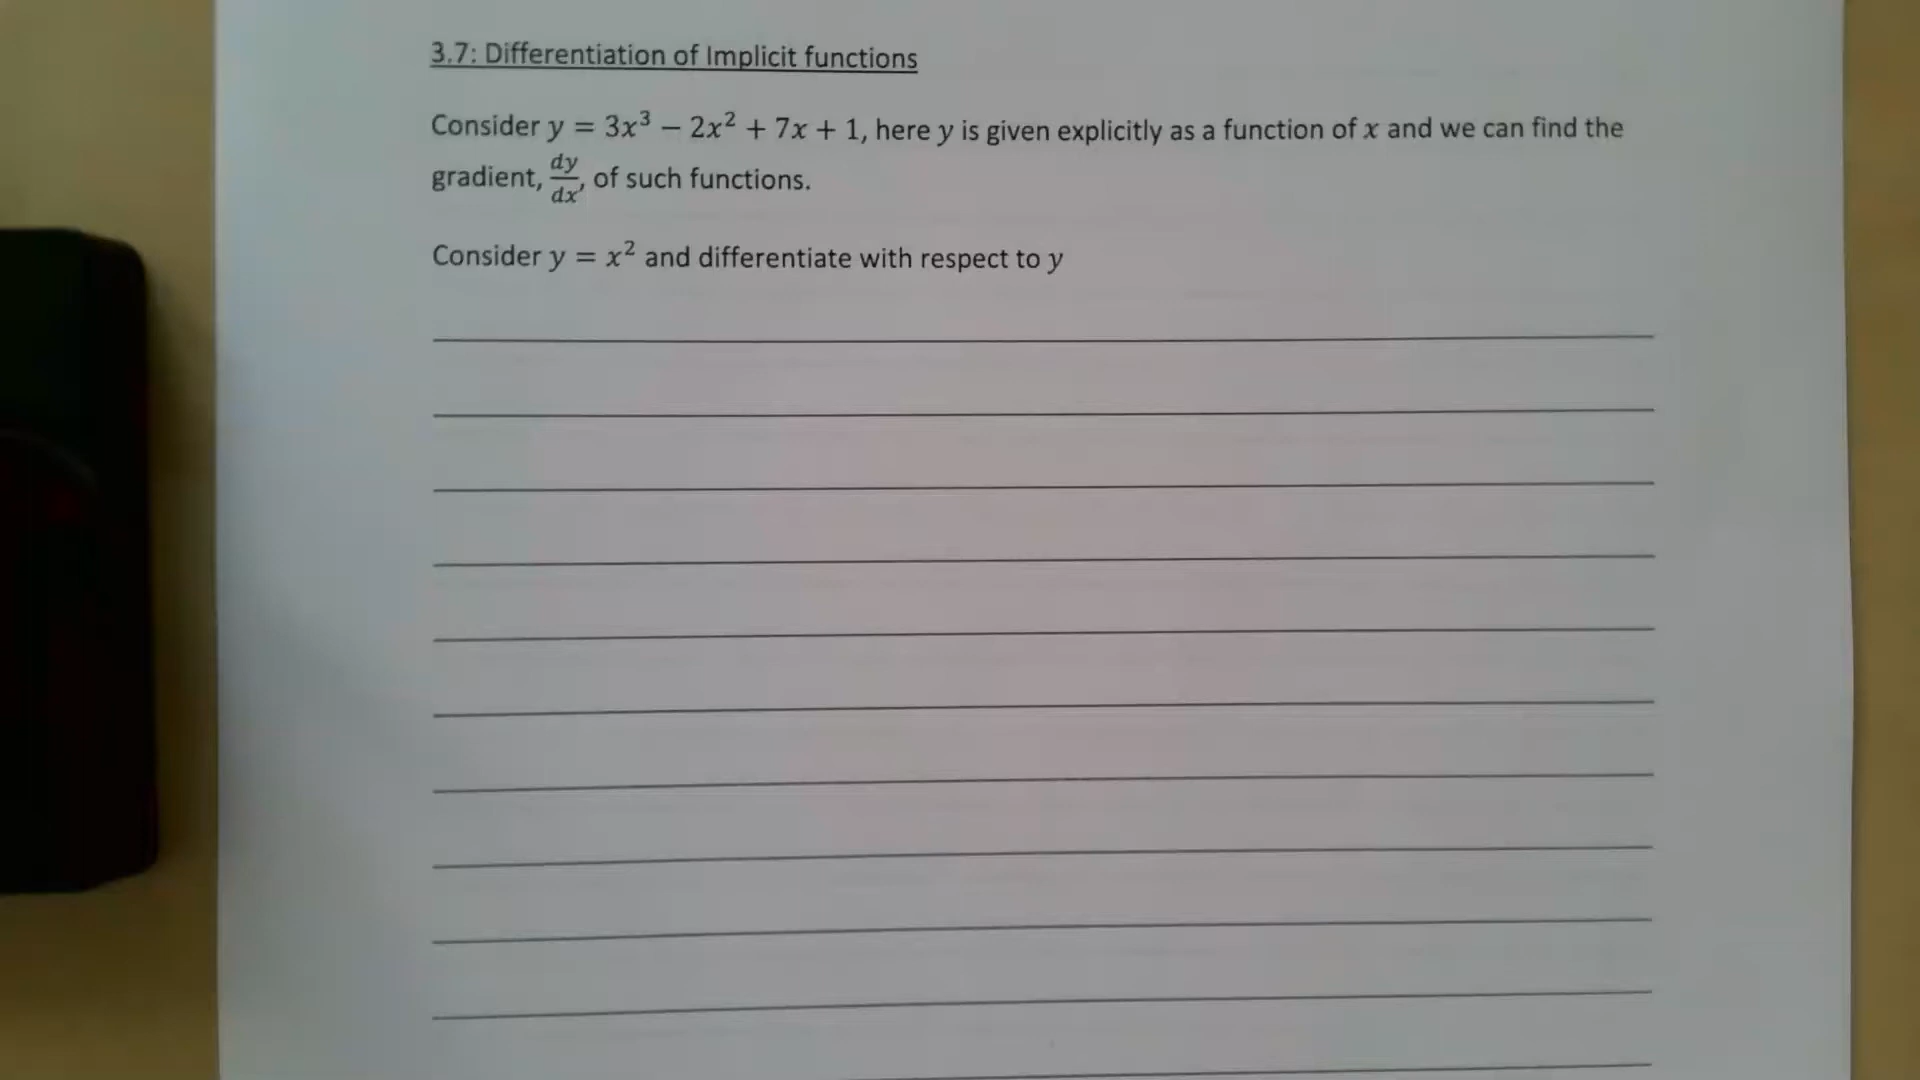 3.7: Differentiation of Implicit functions
Consider y = 3x³ − 2x² + 7x + 1, here y is given explicitly as a function of x and we can find the
gradient, dy/dx, of such functions.
Consider y = x² and differentiate with respect to y